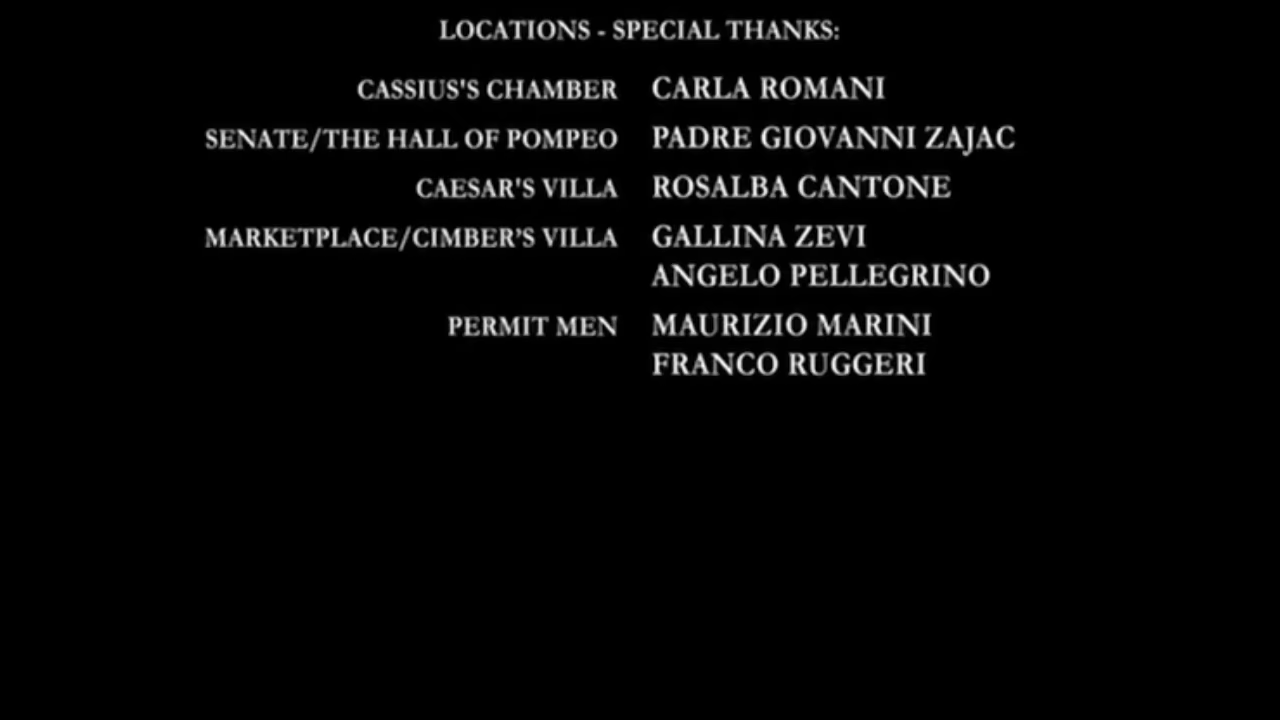 LOCATIONS - SPECIAL THANKS:
CASSIUS'S CHAMBER CARLA ROMANI
SENATE/THE HALL OF POMPEO PADRE GIOVANNI ZAJAC
CAESAR'S VILLA ROSALBA CANTONE
MARKETPLACE/CIMBER’S VILLA GALLINA ZEVI
ANGELO PELLEGRINO
PERMIT MEN MAURIZIO MARINI
FRANCO RUGGERI